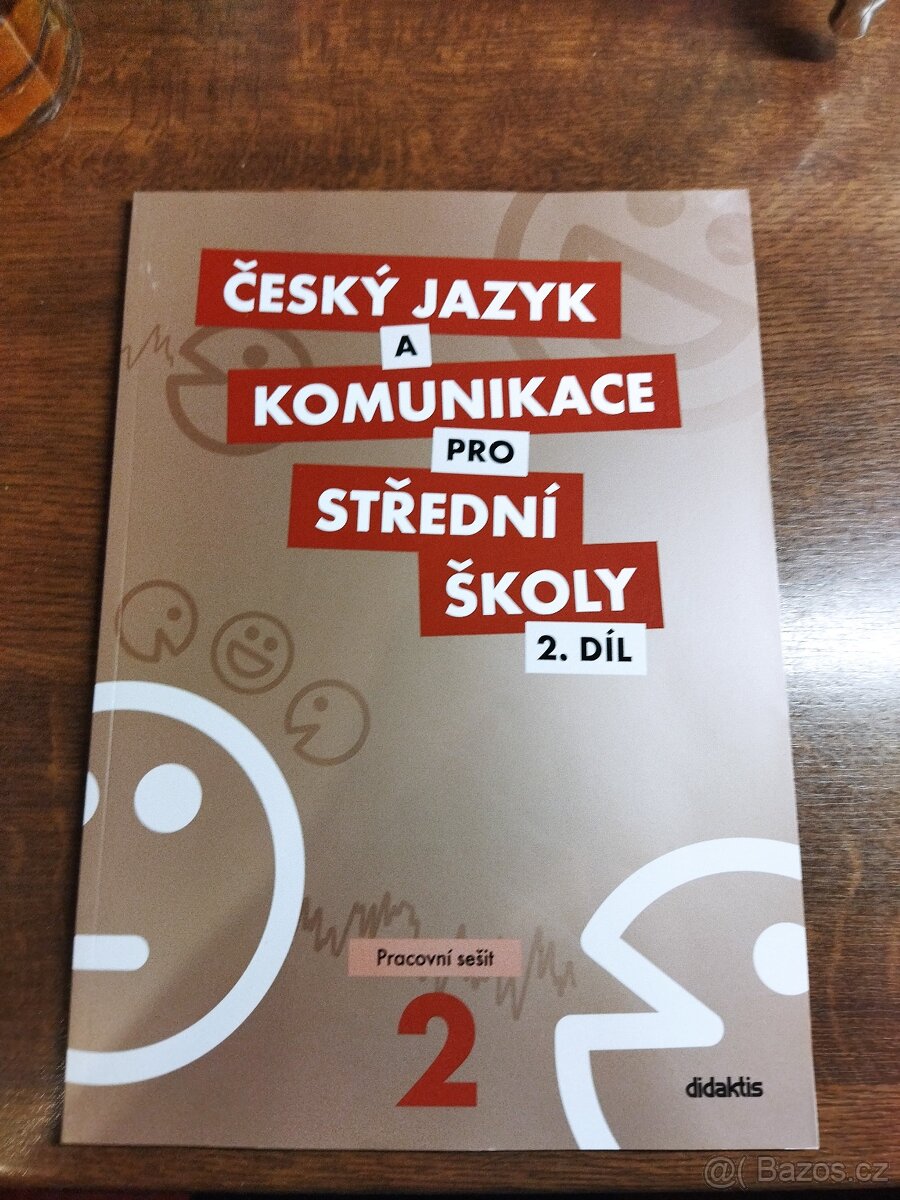 ČESKÝ JAZYK
A
KOMUNIKACE
PRO
STŘEDNÍ
ŠKOLY
2. DÍL
Pracovní sešit
2
didaktis
@( Bazos.cz